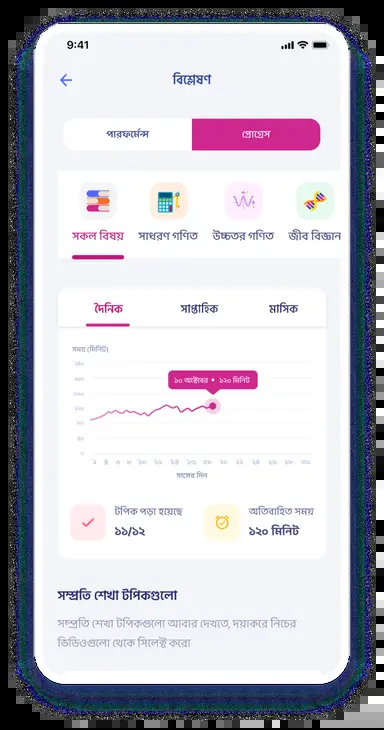 9:41
বিশ্লেষণ
পারফর্মেন্স
প্রোগ্রেস
সকল বিষয়
সাধারণ গণিত
উচ্চতর গণিত
জীব বিজ্ঞান
দৈনিক
সাপ্তাহিক
মাসিক
সময় (মিনিট)
১০ অক্টোবর • ১২০ মিনিট
মাসের দিন
টপিক পড়া হয়েছে
১১/১২
অতিবাহিত সময়
১২০ মিনিট
সম্প্রতি শেখা টপিকগুলো
সম্প্রতি শেখা টপিকগুলো আবার দেখতে, দয়াকরে নিচের
ভিডিওগুলো থেকে সিলেক্ট করো